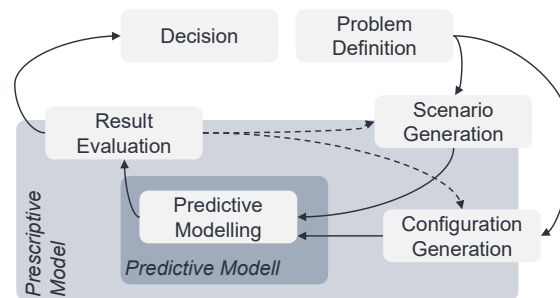 Decision
Problem
Definition
Result
Evaluation
Scenario
Generation
Predictive
Modelling
Configuration
Generation
Predictive Modell
Prescriptive
Model